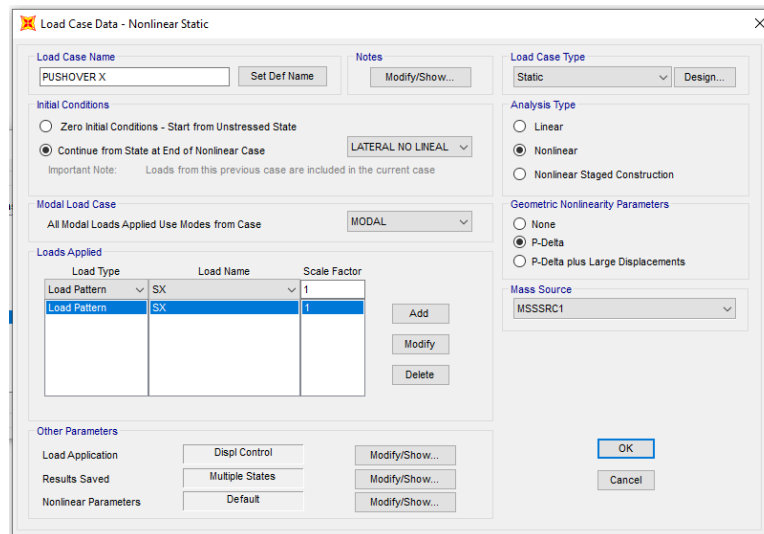 Load Case Data - Nonlinear Static
Load Case Name
PUSHOVER X
Set Def Name
Notes
Modify/Show...
Load Case Type
Static
Design...
Initial Conditions
Zero Initial Conditions - Start from Unstressed State
Continue from State at End of Nonlinear Case
LATERAL NO LINEAL
Important Note: Loads from this previous case are included in the current case
Analysis Type
Linear
Nonlinear
Nonlinear Staged Construction
Modal Load Case
All Modal Loads Applied Use Modes from Case
MODAL
Geometric Nonlinearity Parameters
None
P-Delta
P-Delta plus Large Displacements
Loads Applied
Load Type Load Name Scale Factor
Load Pattern SX 1
Load Pattern SX 1
Add
Modify
Delete
Mass Source
MSSSRC1
Other Parameters
Load Application Displ Control Modify/Show...
Results Saved Multiple States Modify/Show...
Nonlinear Parameters Default Modify/Show...
OK
Cancel